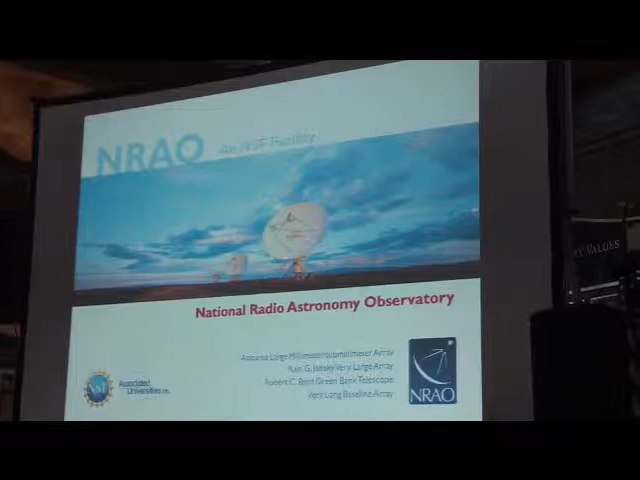 NRAO An NSF Facility
National Radio Astronomy Observatory
Atacama Large Millimeter/submillimeter Array
Karl G. Jansky Very Large Array
Robert C. Byrd Green Bank Telescope
Very Long Baseline Array
Associated
Universities, Inc.
NRAO
VALUES